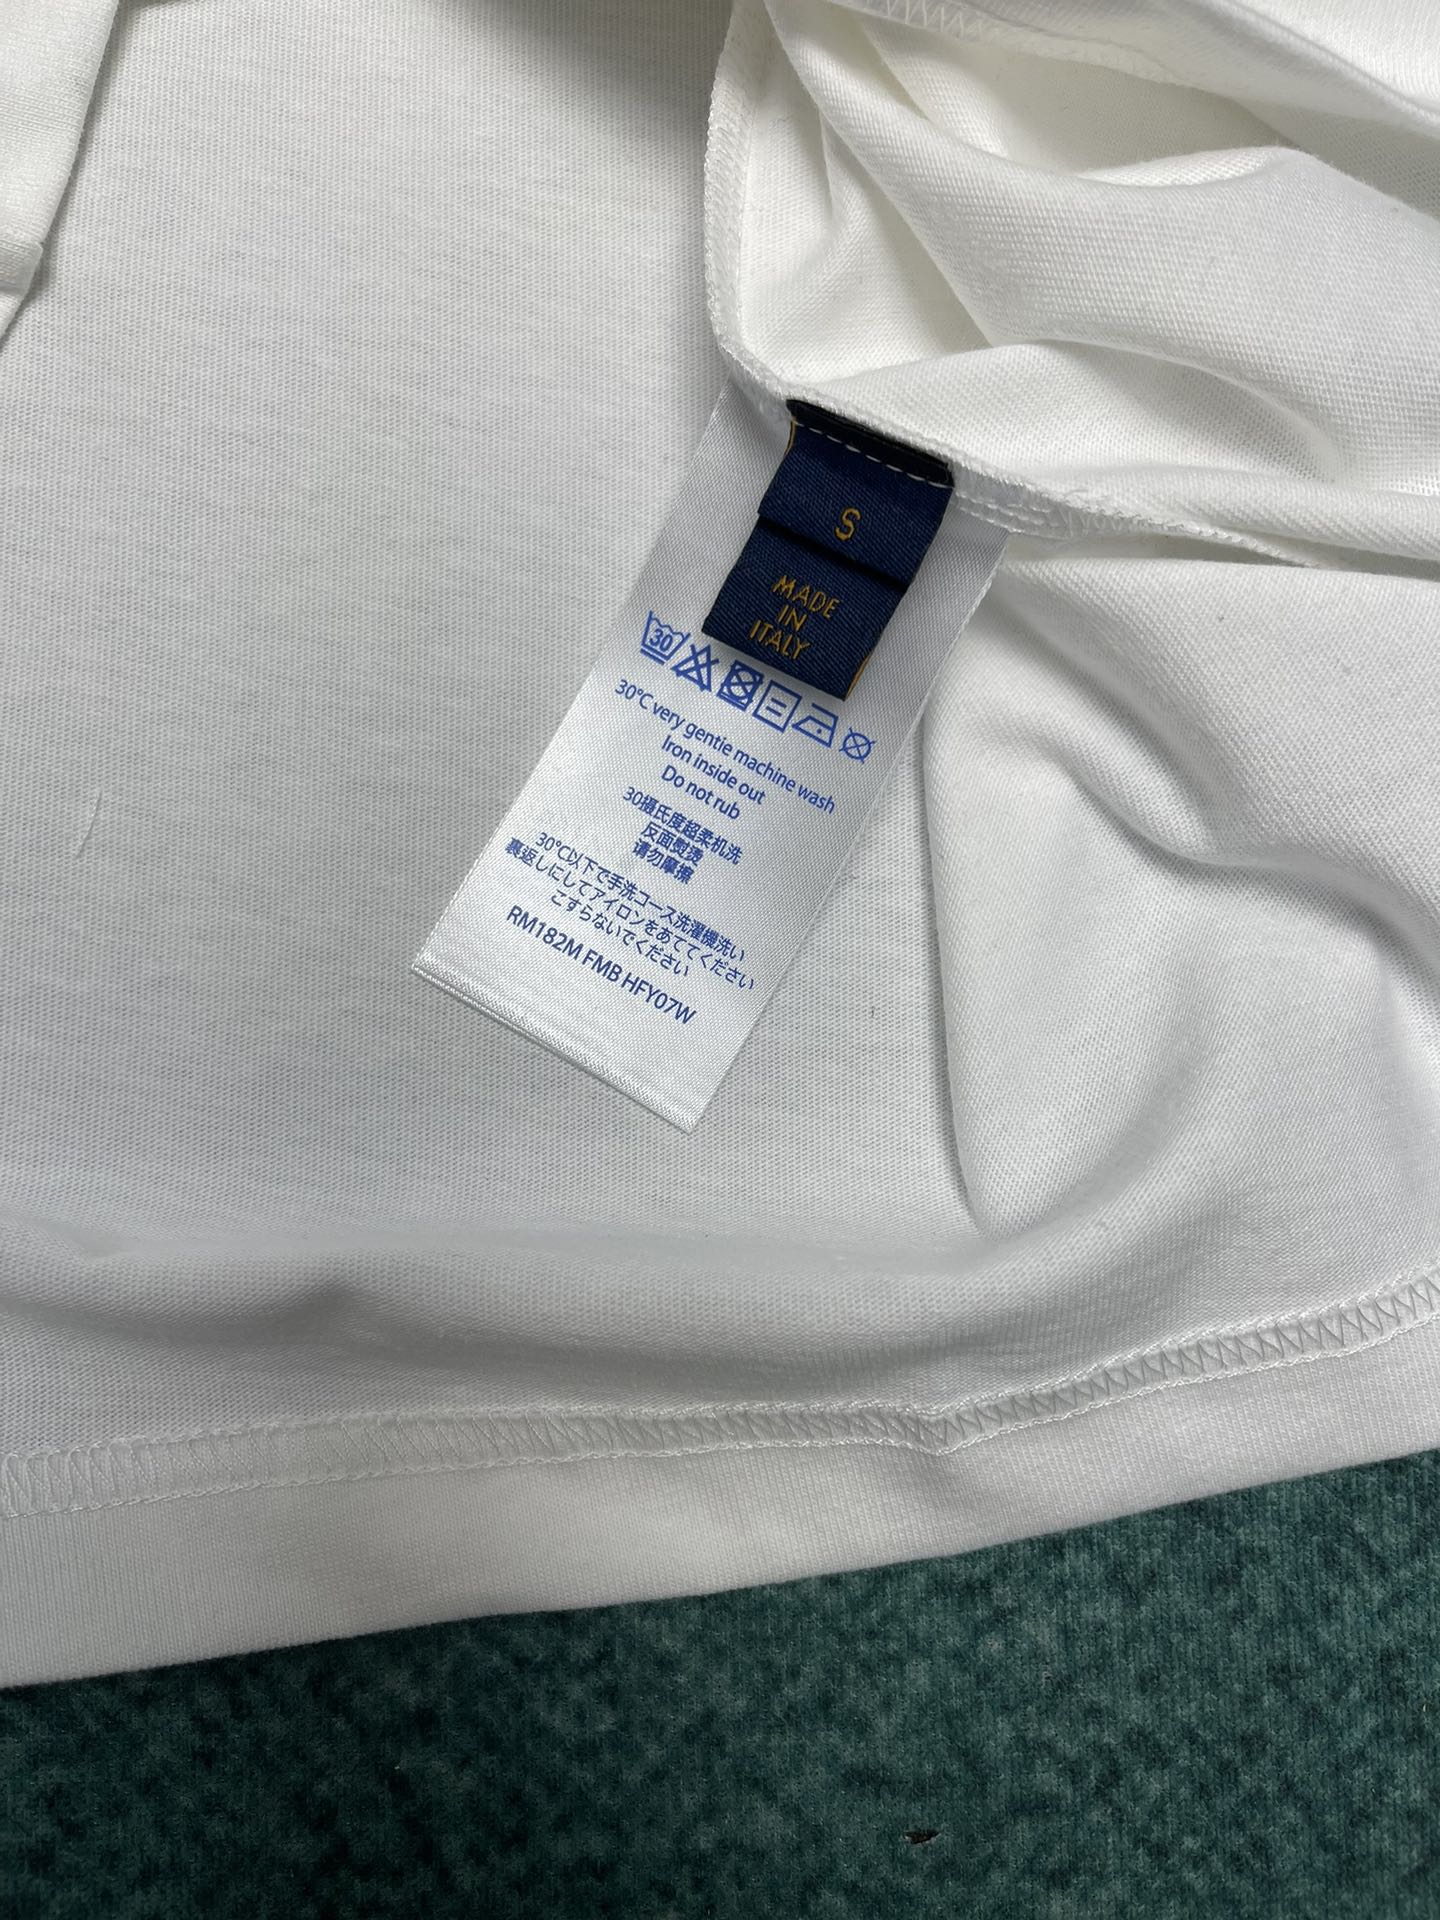 S
MADE
IN
ITALY
30
30°C very gentie machine wash
Iron inside out
Do not rub
30摄氏度超柔机洗
反面熨烫
请勿摩擦
30°C以下で手洗コース洗濯機洗い
裏返しにしてアイロンをあててください
こすらないでください
RM182M FMB HFY07W